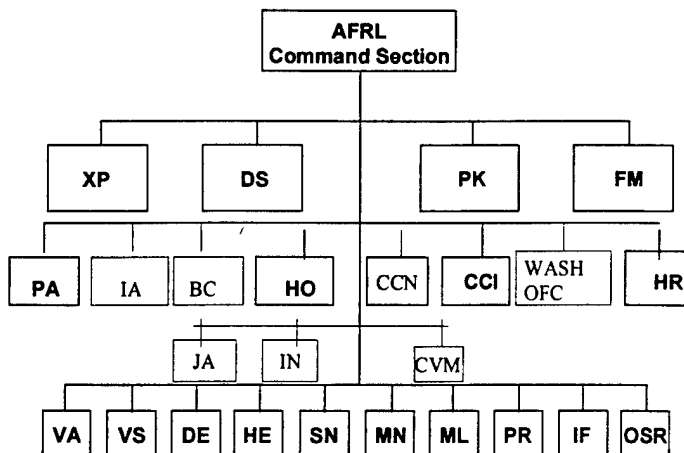 AFRL
Command Section
XP DS PK FM
PA IA BC HO CCN CCI WASH OFC HR
JA IN CVM
VA VS DE HE SN MN ML PR IF OSR